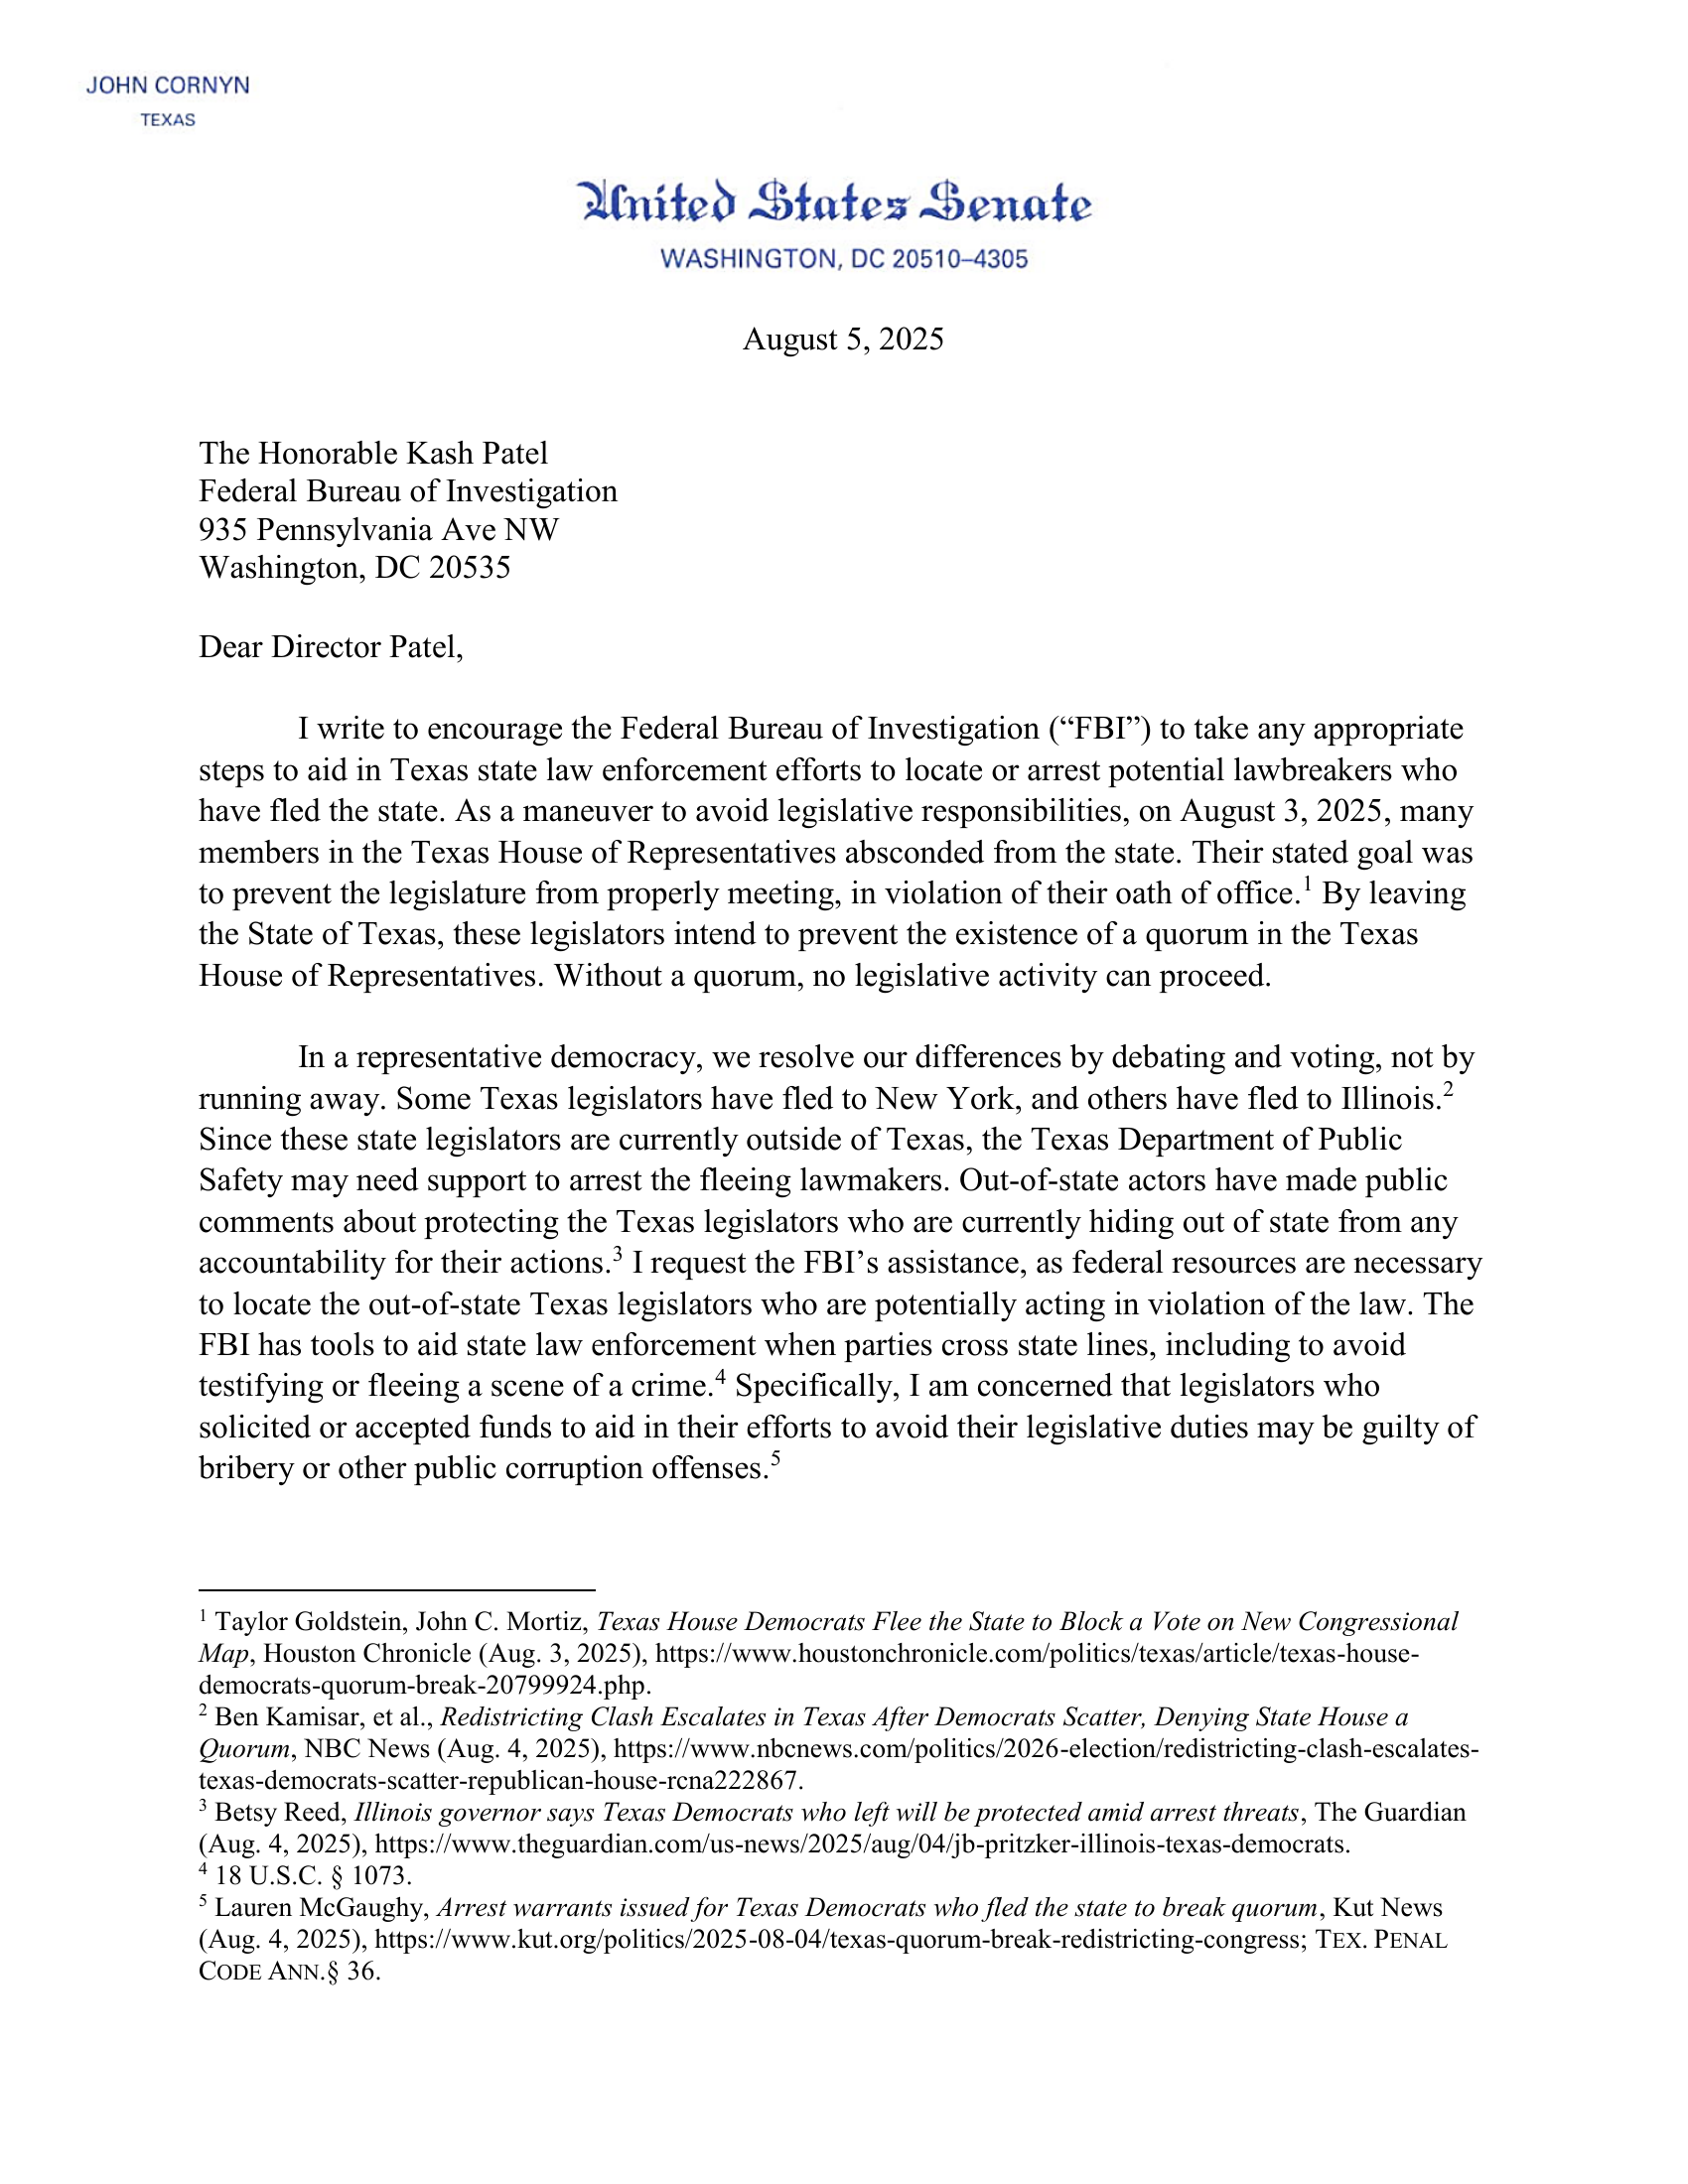 JOHN CORNYN
TEXAS
United States Senate
WASHINGTON, DC 20510–4305
August 5, 2025
The Honorable Kash Patel
Federal Bureau of Investigation
935 Pennsylvania Ave NW
Washington, DC 20535
Dear Director Patel,
I write to encourage the Federal Bureau of Investigation (“FBI”) to take any appropriate
steps to aid in Texas state law enforcement efforts to locate or arrest potential lawbreakers who
have fled the state. As a maneuver to avoid legislative responsibilities, on August 3, 2025, many
members in the Texas House of Representatives absconded from the state. Their stated goal was
to prevent the legislature from properly meeting, in violation of their oath of office.1 By leaving
the State of Texas, these legislators intend to prevent the existence of a quorum in the Texas
House of Representatives. Without a quorum, no legislative activity can proceed.
In a representative democracy, we resolve our differences by debating and voting, not by
running away. Some Texas legislators have fled to New York, and others have fled to Illinois.2
Since these state legislators are currently outside of Texas, the Texas Department of Public
Safety may need support to arrest the fleeing lawmakers. Out-of-state actors have made public
comments about protecting the Texas legislators who are currently hiding out of state from any
accountability for their actions.3 I request the FBI’s assistance, as federal resources are necessary
to locate the out-of-state Texas legislators who are potentially acting in violation of the law. The
FBI has tools to aid state law enforcement when parties cross state lines, including to avoid
testifying or fleeing a scene of a crime.4 Specifically, I am concerned that legislators who
solicited or accepted funds to aid in their efforts to avoid their legislative duties may be guilty of
bribery or other public corruption offenses.5
1 Taylor Goldstein, John C. Mortiz, Texas House Democrats Flee the State to Block a Vote on New Congressional
Map, Houston Chronicle (Aug. 3, 2025), https://www.houstonchronicle.com/politics/texas/article/texas-house-
democrats-quorum-break-20799924.php.
2 Ben Kamisar, et al., Redistricting Clash Escalates in Texas After Democrats Scatter, Denying State House a
Quorum, NBC News (Aug. 4, 2025), https://www.nbcnews.com/politics/2026-election/redistricting-clash-escalates-
texas-democrats-scatter-republican-house-rcna222867.
3 Betsy Reed, Illinois governor says Texas Democrats who left will be protected amid arrest threats, The Guardian
(Aug. 4, 2025), https://www.theguardian.com/us-news/2025/aug/04/jb-pritzker-illinois-texas-democrats.
4 18 U.S.C. § 1073.
5 Lauren McGaughy, Arrest warrants issued for Texas Democrats who fled the state to break quorum, Kut News
(Aug. 4, 2025), https://www.kut.org/politics/2025-08-04/texas-quorum-break-redistricting-congress; TEX. PENAL
CODE ANN.§ 36.